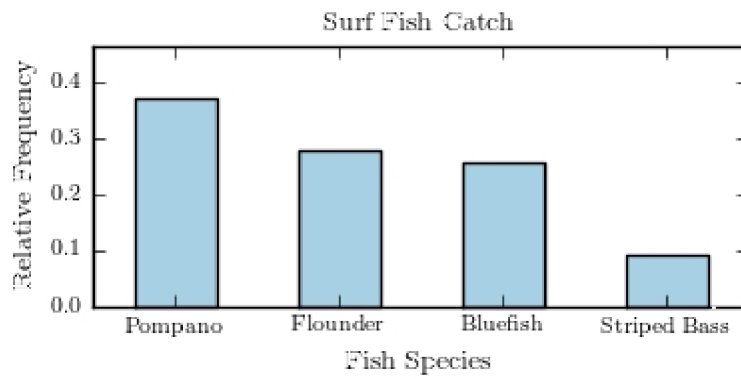 Surf Fish Catch
Relative Frequency
0.4
0.3
0.2
0.1
0.0
Pompano Flounder Bluefish Striped Bass
Fish Species